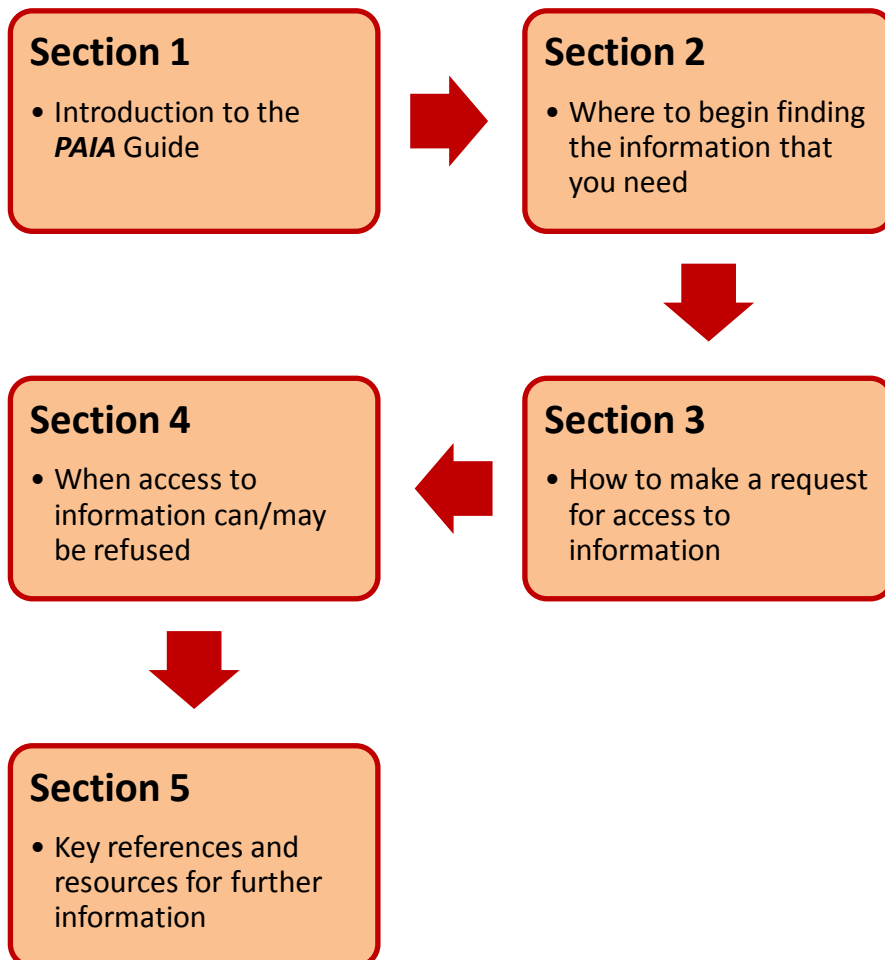 Section 1
• Introduction to the
PAIA Guide
Section 2
• Where to begin finding
the information that
you need
Section 3
• How to make a request
for access to
information
Section 4
• When access to
information can/may
be refused
Section 5
• Key references and
resources for further
information